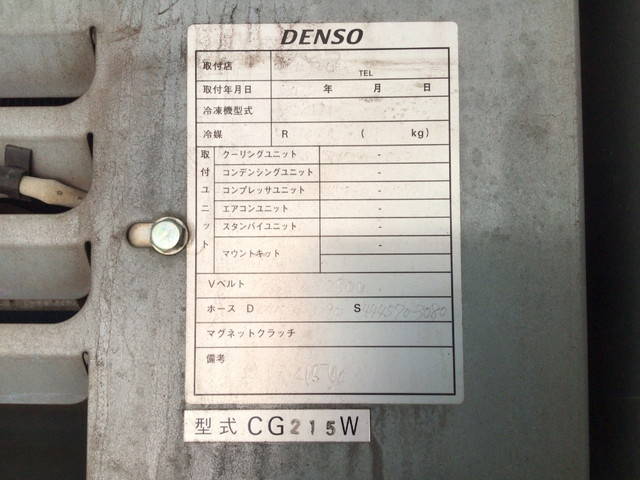 DENSO
取付店
TEL
取付年月日 年 月 日
冷凍機型式
冷媒 R ( kg)
取付ユニット
クーリングユニット -
コンデンシングユニット -
コンプレッサユニット -
エアコンユニット -
スタンバイユニット -
マウントキット -
Vベルト
ホース D S
マグネットクラッチ
備考
型式 CG215W